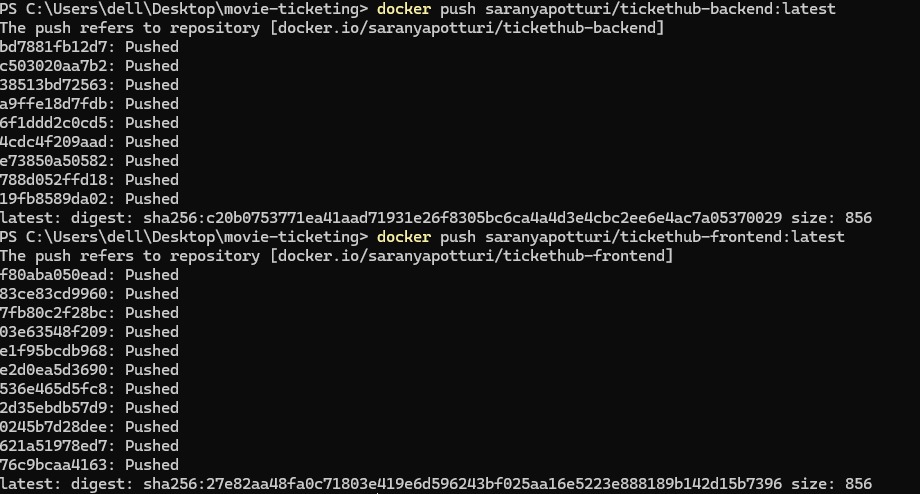 PS C:\Users\dell\Desktop\movie-ticketing> docker push saranyapotturi/tickethub-backend:latest
The push refers to repository [docker.io/saranyapotturi/tickethub-backend]
bd7881fb12d7: Pushed
c503020aa7b2: Pushed
38513bd72563: Pushed
a9ffe18d7fdb: Pushed
6f1ddd2c0cd5: Pushed
4cdc4f209aad: Pushed
e73850a50582: Pushed
788d052ffd18: Pushed
19fb8589da02: Pushed
latest: digest: sha256:c20b0753771ea41aad71931e26f8305bc6ca4a4d3e4cbc2ee6e4ac7a05370029 size: 856
PS C:\Users\dell\Desktop\movie-ticketing> docker push saranyapotturi/tickethub-frontend:latest
The push refers to repository [docker.io/saranyapotturi/tickethub-frontend]
f80aba050ead: Pushed
83ce83cd9960: Pushed
7fb80c2f28bc: Pushed
03e63548f209: Pushed
e1f95bcdb968: Pushed
e2d0ea5d3690: Pushed
536e465d5fc8: Pushed
2d35ebdb57d9: Pushed
0245b7d28dee: Pushed
621a51978ed7: Pushed
76c9bcaa4163: Pushed
latest: digest: sha256:27e82aa48fa0c71803e419e6d596243bf025aa16e5223e888189b142d15b7396 size: 856